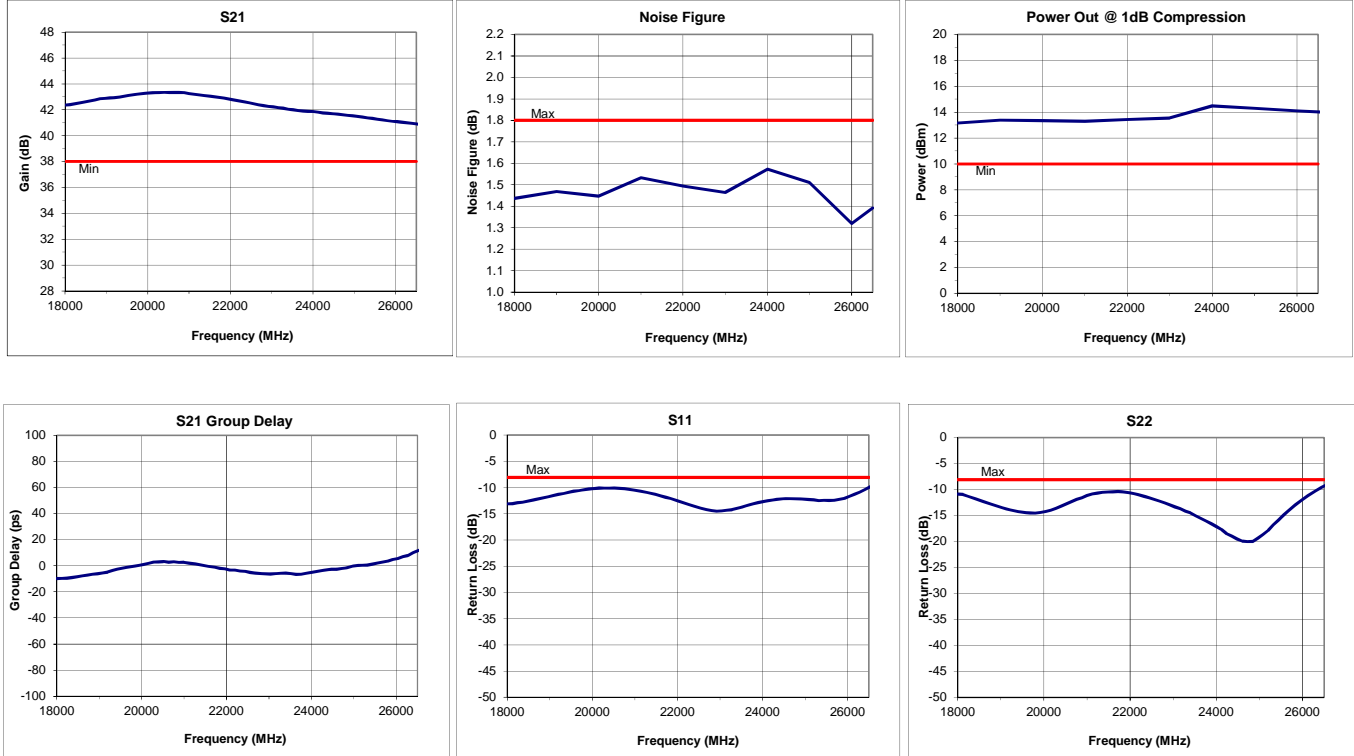 S21
Gain (dB)
48
46
44
42
40
38
36
34
32
30
28
Min
18000 20000 22000 24000 26000
Frequency (MHz)
Noise Figure
Noise Figure (dB)
2.2
2.1
2.0
1.9
1.8
1.7
1.6
1.5
1.4
1.3
1.2
1.1
1.0
Max
18000 20000 22000 24000 26000
Frequency (MHz)
Power Out @ 1dB Compression
Power (dBm)
20
18
16
14
12
10
8
6
4
2
0
Min
18000 20000 22000 24000 26000
Frequency (MHz)
S21 Group Delay
Group Delay (ps)
100
80
60
40
20
0
-20
-40
-60
-80
-100
18000 20000 22000 24000 26000
Frequency (MHz)
S11
Return Loss (dB)
0
-5
-10
-15
-20
-25
-30
-35
-40
-45
-50
Max
18000 20000 22000 24000 26000
Frequency (MHz)
S22
Return Loss (dB)
0
-5
-10
-15
-20
-25
-30
-35
-40
-45
-50
Max
18000 20000 22000 24000 26000
Frequency (MHz)